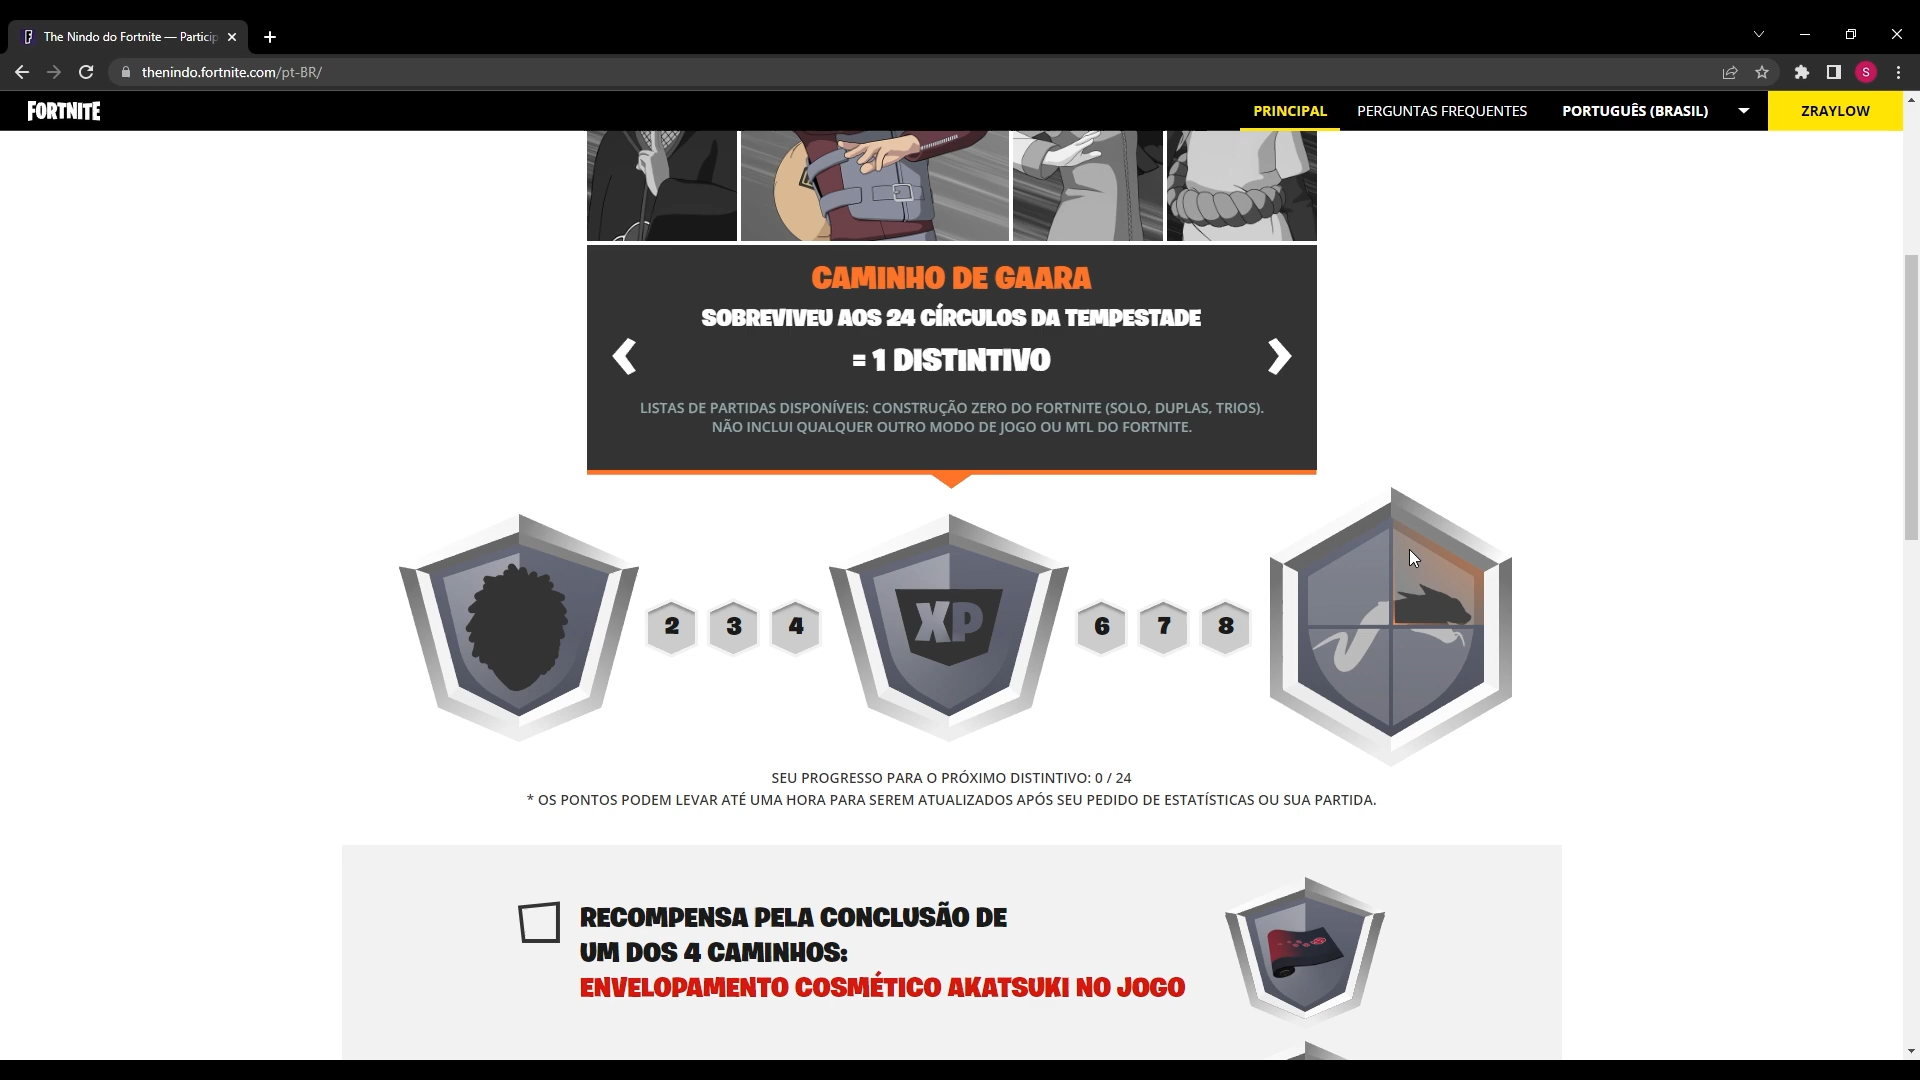 The Nindo do Fortnite — Particip
thenindo.fortnite.com/pt-BR/
S
FORTNITE
PRINCIPAL
PERGUNTAS FREQUENTES
PORTUGUÊS (BRASIL)
ZRAYLOW
CAMINHO DE GAARA
SOBREVIVEU AOS 24 CÍRCULOS DA TEMPESTADE
= 1 DISTINTIVO
LISTAS DE PARTIDAS DISPONÍVEIS: CONSTRUÇÃO ZERO DO FORTNITE (SOLO, DUPLAS, TRIOS).
NÃO INCLUI QUALQUER OUTRO MODO DE JOGO OU MTL DO FORTNITE.
2
3
4
XP
6
7
8
SEU PROGRESSO PARA O PRÓXIMO DISTINTIVO: 0 / 24
* OS PONTOS PODEM LEVAR ATÉ UMA HORA PARA SEREM ATUALIZADOS APÓS SEU PEDIDO DE ESTATÍSTICAS OU SUA PARTIDA.
RECOMPENSA PELA CONCLUSÃO DE
UM DOS 4 CAMINHOS:
ENVELOPAMENTO COSMÉTICO AKATSUKI NO JOGO